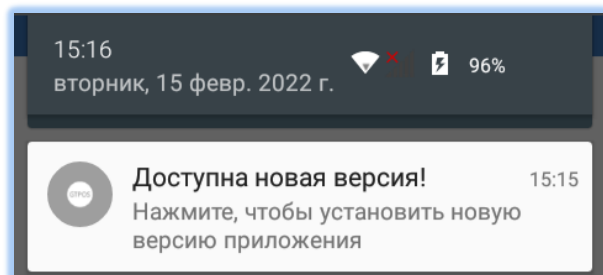 15:16
96%
вторник, 15 февр. 2022 г.
Доступна новая версия!
15:15
Нажмите, чтобы установить новую
версию приложения